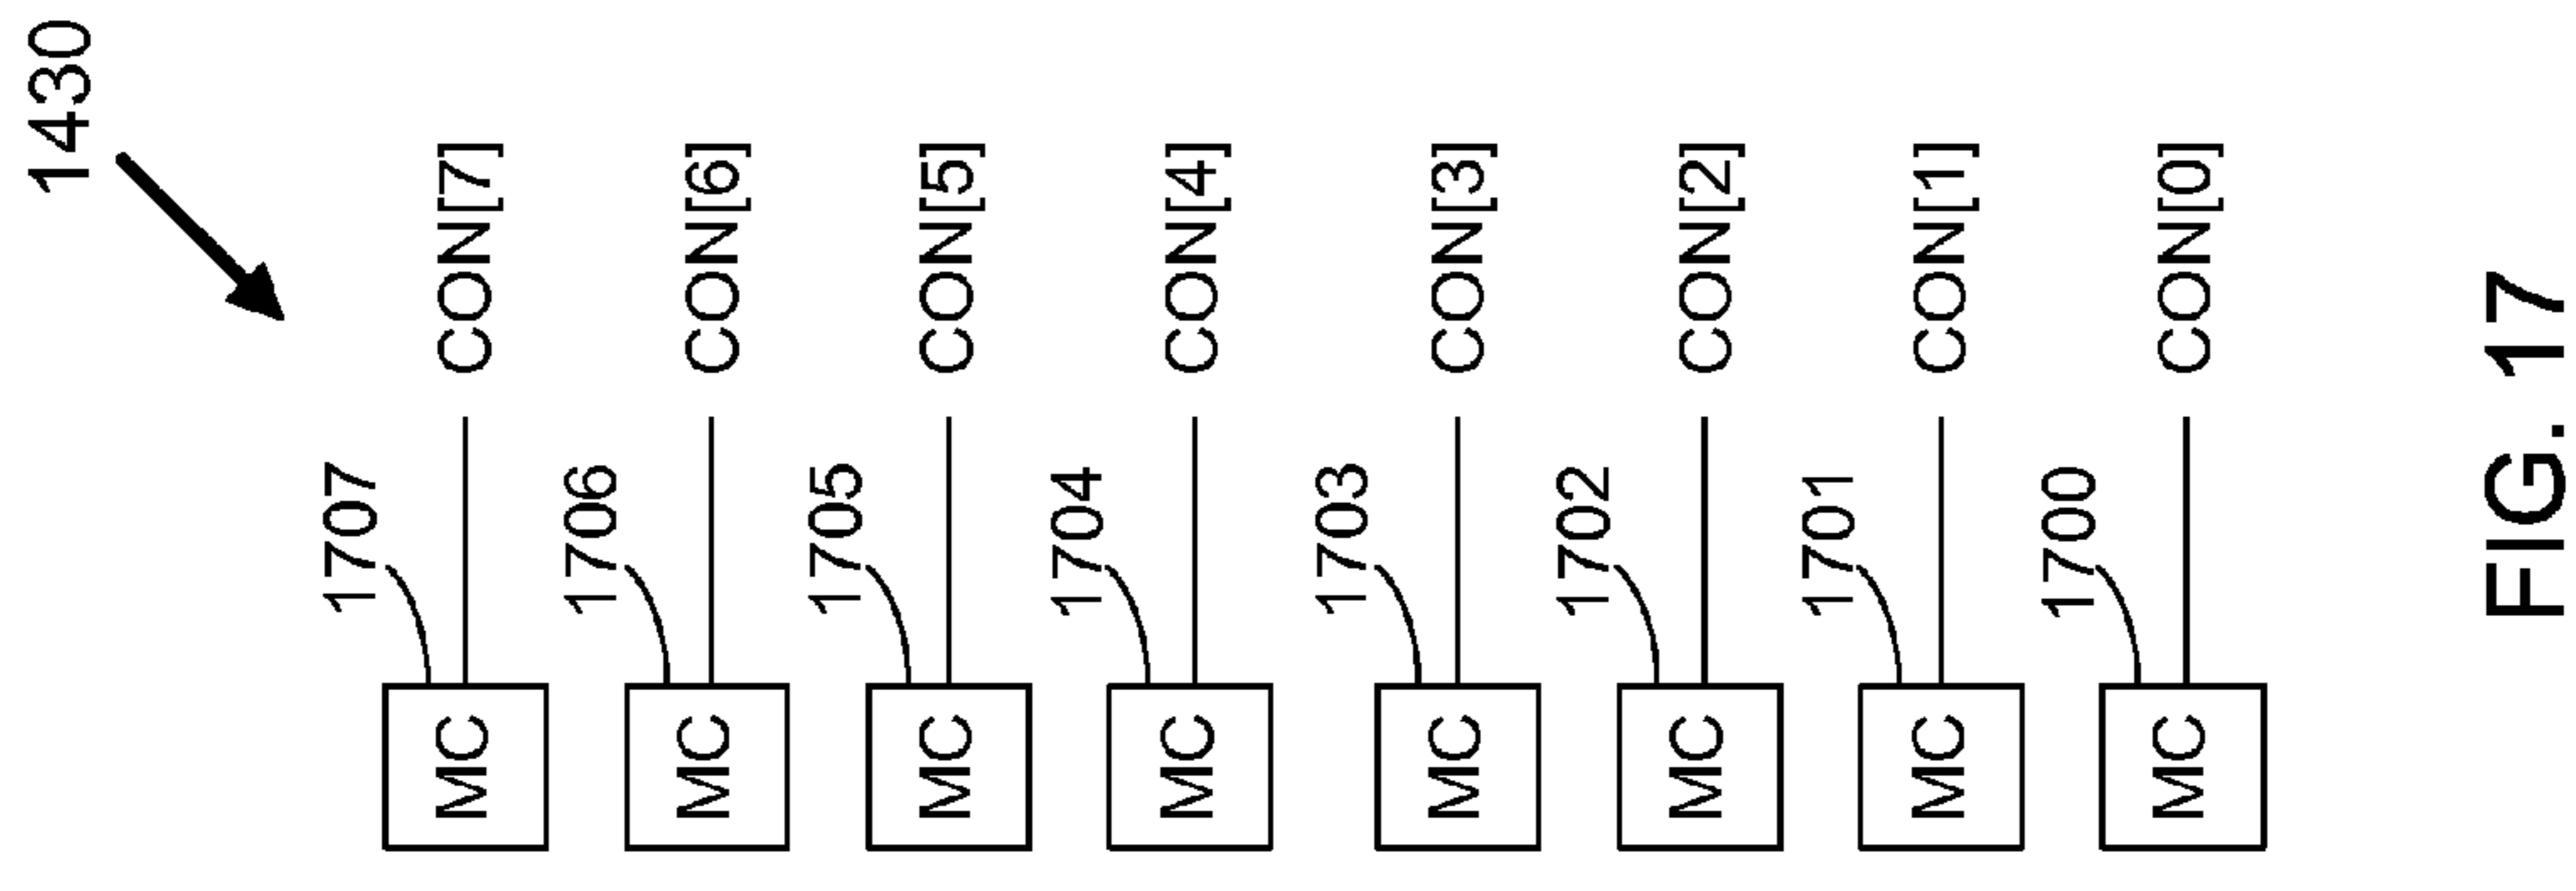 1430
1707
MC
CON[7]
1706
MC
CON[6]
1705
MC
CON[5]
1704
MC
CON[4]
1703
MC
CON[3]
1702
MC
CON[2]
1701
MC
CON[1]
1700
MC
CON[0]
FIG. 17